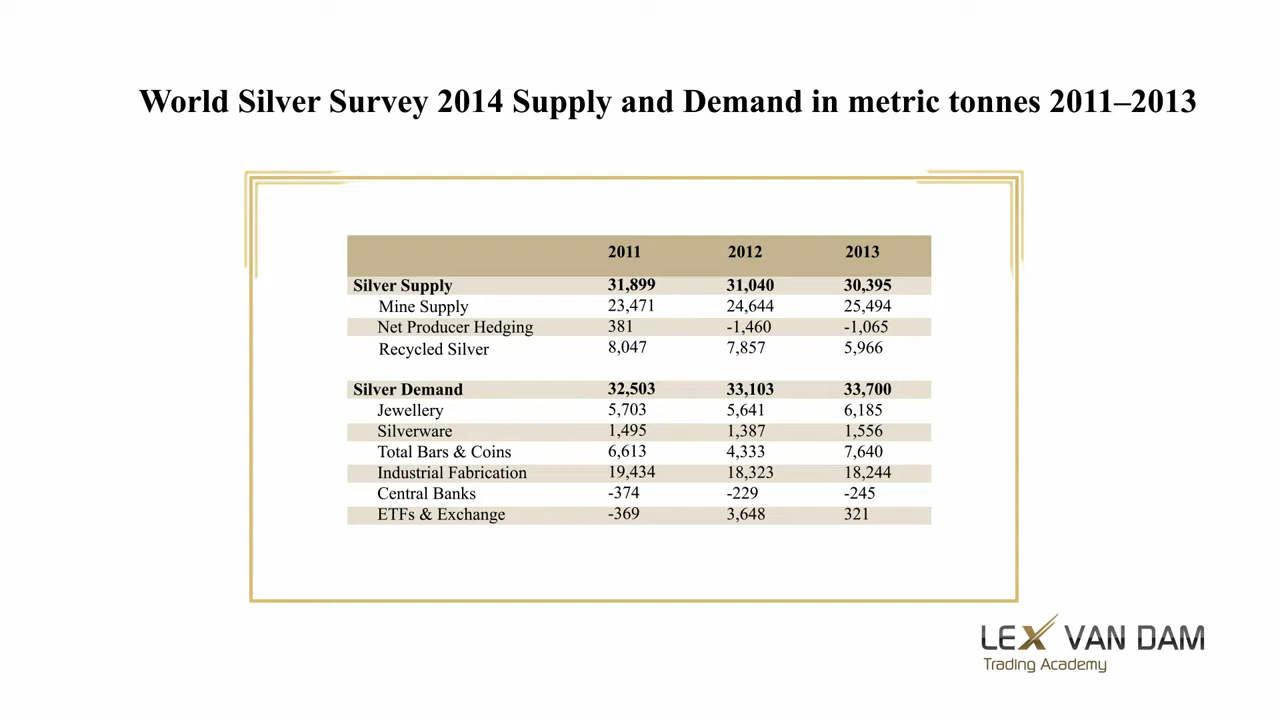 World Silver Survey 2014 Supply and Demand in metric tonnes 2011–2013
2011 2012 2013
Silver Supply 31,899 31,040 30,395
Mine Supply 23,471 24,644 25,494
Net Producer Hedging 381 -1,460 -1,065
Recycled Silver 8,047 7,857 5,966
Silver Demand 32,503 33,103 33,700
Jewellery 5,703 5,641 6,185
Silverware 1,495 1,387 1,556
Total Bars & Coins 6,613 4,333 7,640
Industrial Fabrication 19,434 18,323 18,244
Central Banks -374 -229 -245
ETFs & Exchange -369 3,648 321
LEX VAN DAM
Trading Academy